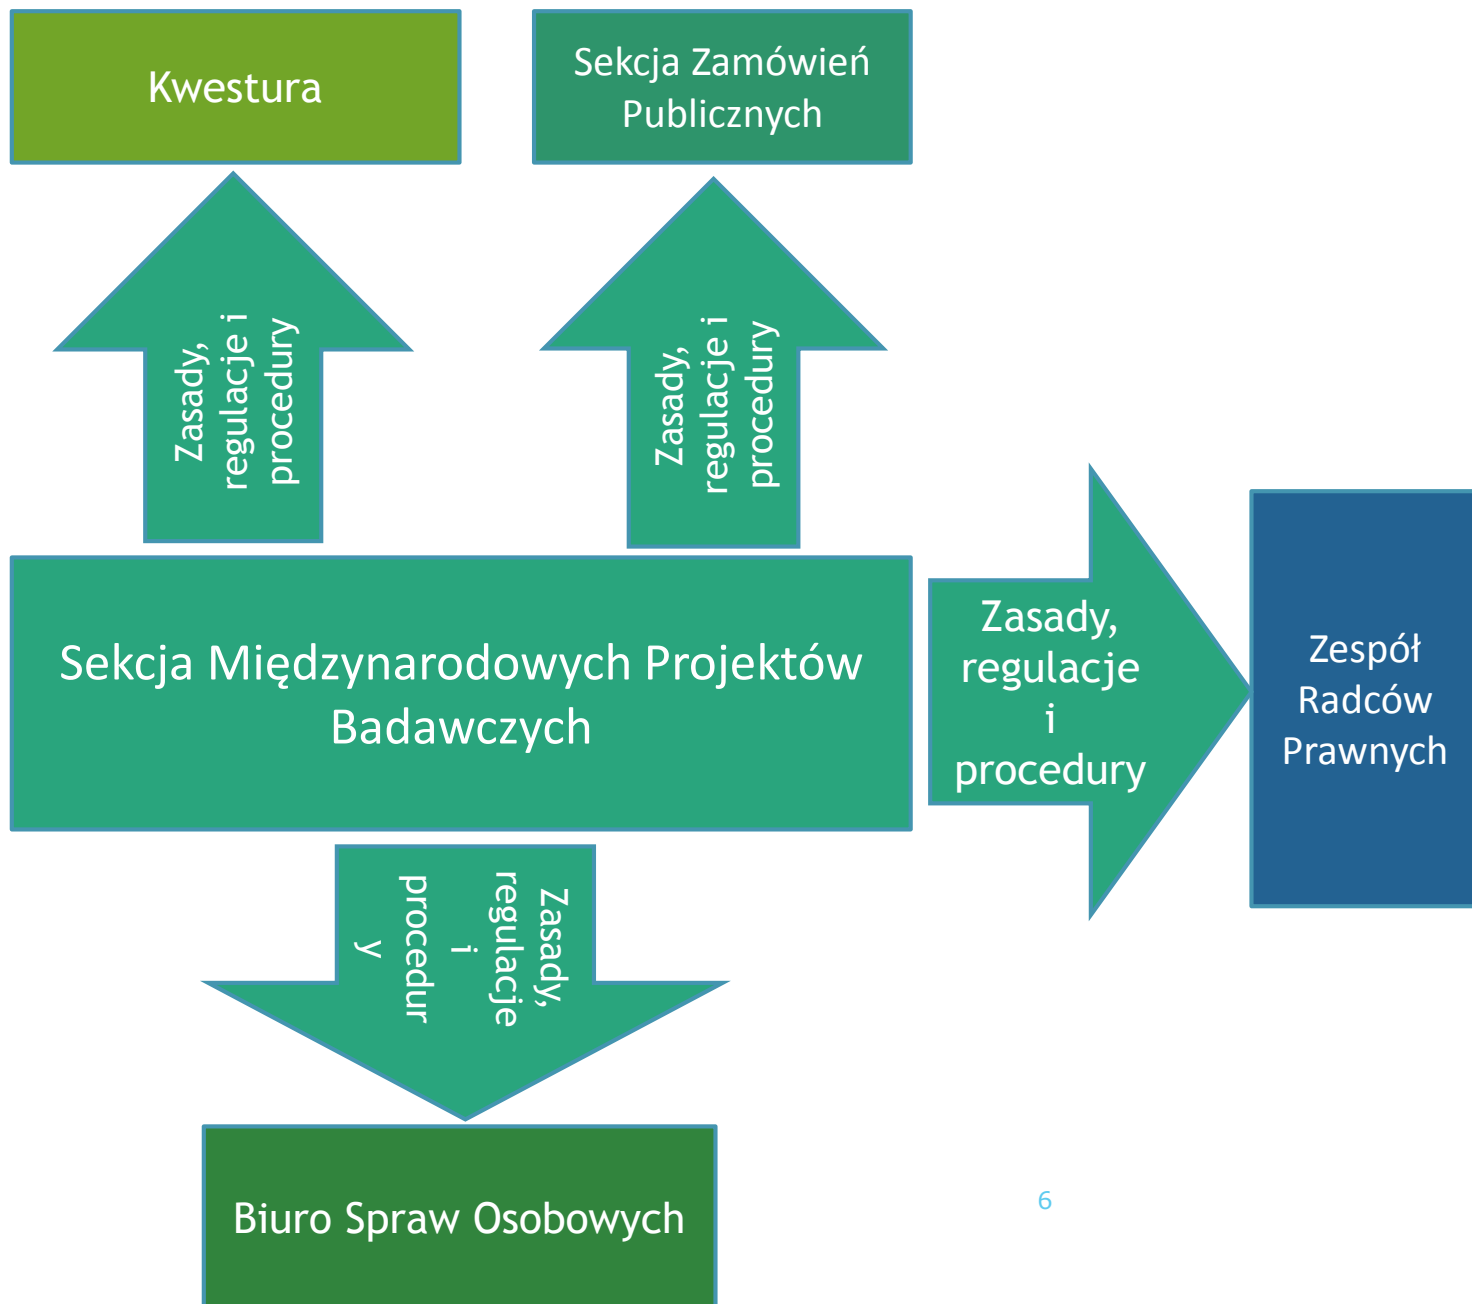 Kwestura
Sekcja Zamówień
Publicznych
Zasady,
regulacje i
procedury
Zasady,
regulacje i
procedury
Sekcja Międzynarodowych Projektów
Badawczych
Zasady,
regulacje
i
procedury
Zespół
Radców
Prawnych
Zasady,
regulacje
i
procedur
y
Biuro Spraw Osobowych
6